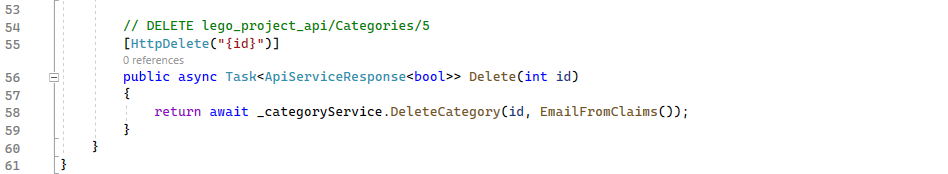 53
54 // DELETE lego_project_api/Categories/5
55 [HttpDelete("{id}")]
0 references
56 public async Task<ApiServiceResponse<bool>> Delete(int id)
57 {
58 return await _categoryService.DeleteCategory(id, EmailFromClaims());
59 }
60 }
61 }